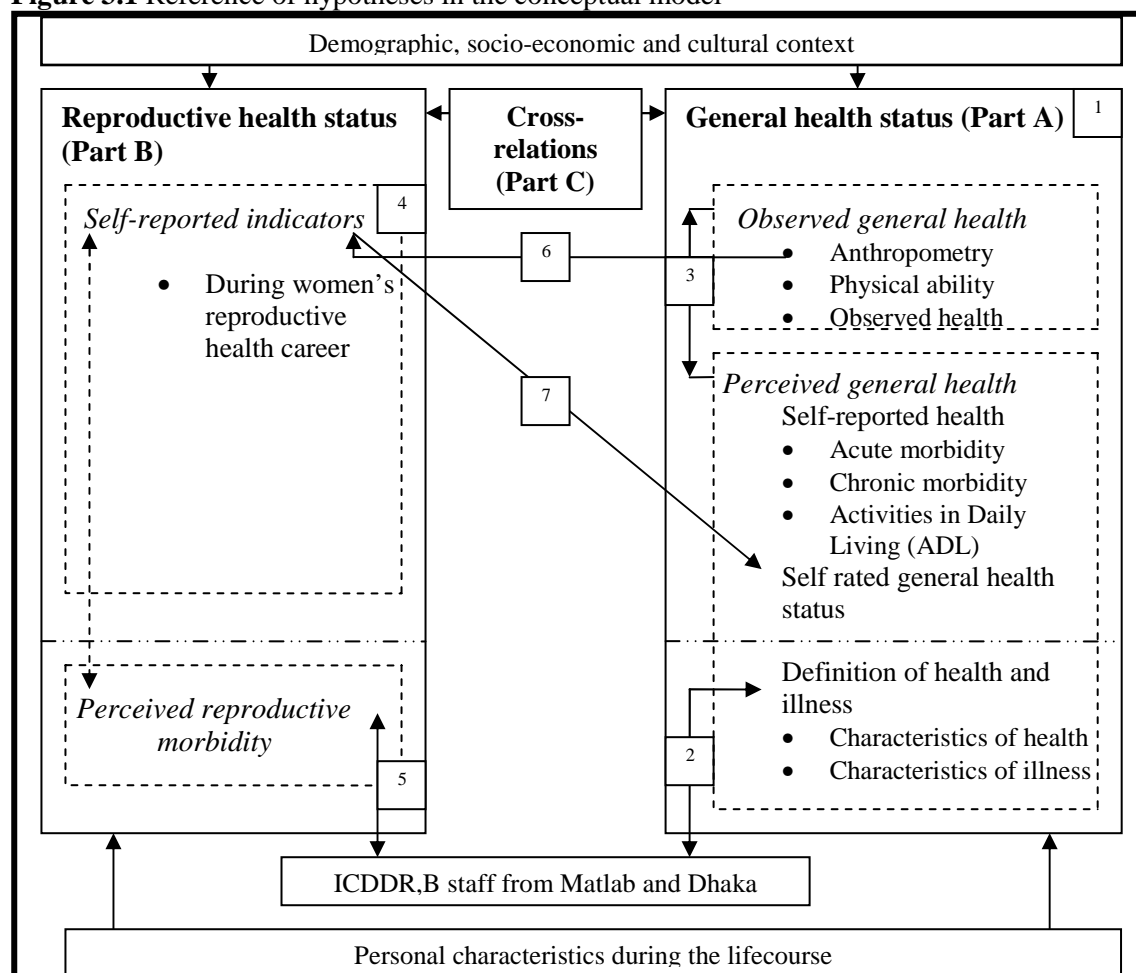 Figure 3.1 Reference of hypotheses in the conceptual model
Demographic, socio-economic and cultural context
Reproductive health status
(Part B)
4
Self-reported indicators
• During women’s
reproductive
health career
Perceived reproductive
morbidity
5
Cross-
relations
(Part C)
6
7
General health status (Part A)
1
Observed general health
• Anthropometry
• Physical ability
• Observed health
3
Perceived general health
Self-reported health
• Acute morbidity
• Chronic morbidity
• Activities in Daily
Living (ADL)
Self rated general health
status
Definition of health and
illness
• Characteristics of health
• Characteristics of illness
2
ICDDR,B staff from Matlab and Dhaka
Personal characteristics during the lifecourse